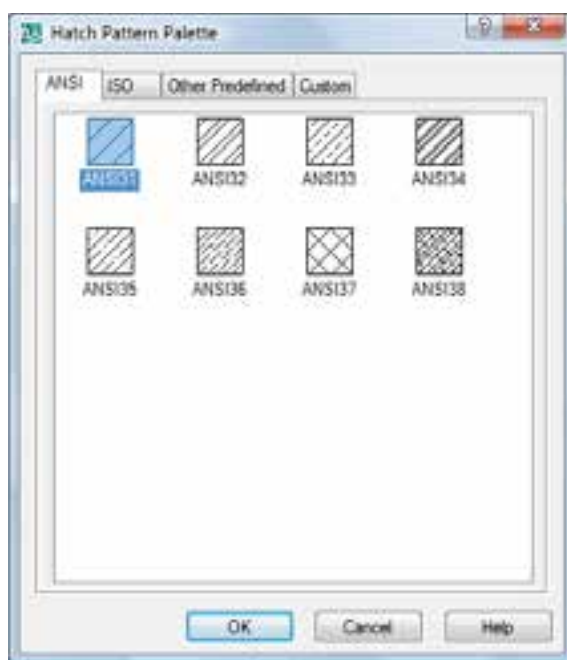 Hatch Pattern Palette
ANSI ISO Other Predefined Custom
ANSI31 ANSI32 ANSI33 ANSI34
ANSI35 ANSI36 ANSI37 ANSI38
OK Cancel Help